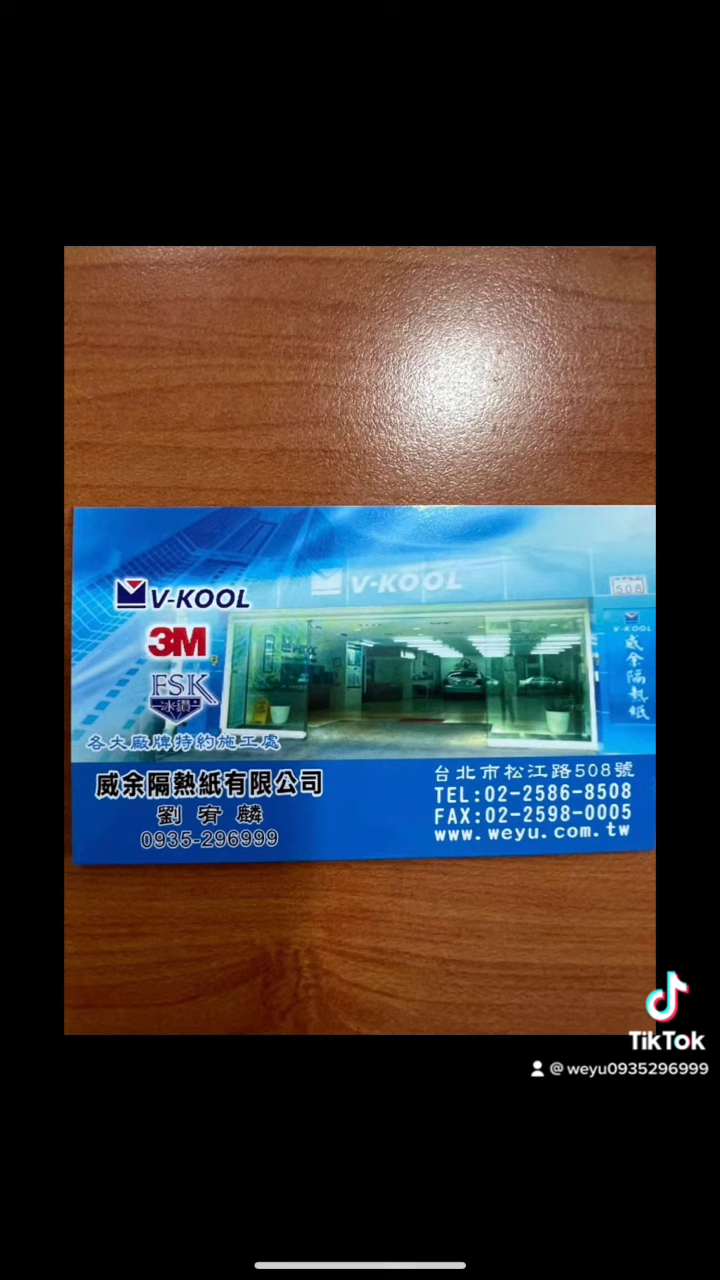 V-KOOL
3M
FSK
冰鑽
各大廠牌特約施工處
V-KOOL
508
V-KOOL
威余隔熱紙
威余隔熱紙有限公司
劉宥麟
0935-296999
台北市松江路508號
TEL:02-2586-8508
FAX:02-2598-0005
www.weyu.com.tw
TikTok
@weyu0935296999